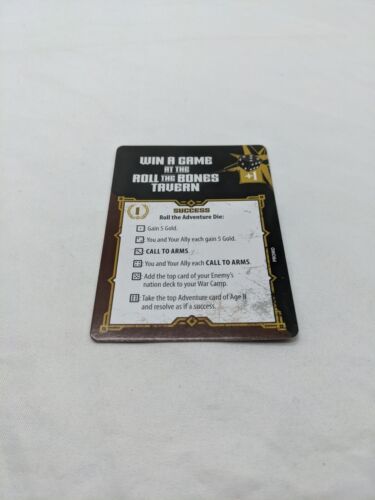 WIN A GAME
AT THE
ROLL THE BONES
TAVERN
+1
1
SUCCESS
Roll the Adventure Die:
Gain 5 Gold.
You and Your Ally each gain 5 Gold.
CALL TO ARMS.
You and Your Ally each CALL TO ARMS.
Add the top card of your Enemy's
nation deck to your War Camp.
Take the top Adventure card of Age II
and resolve as if a success.
PROMO